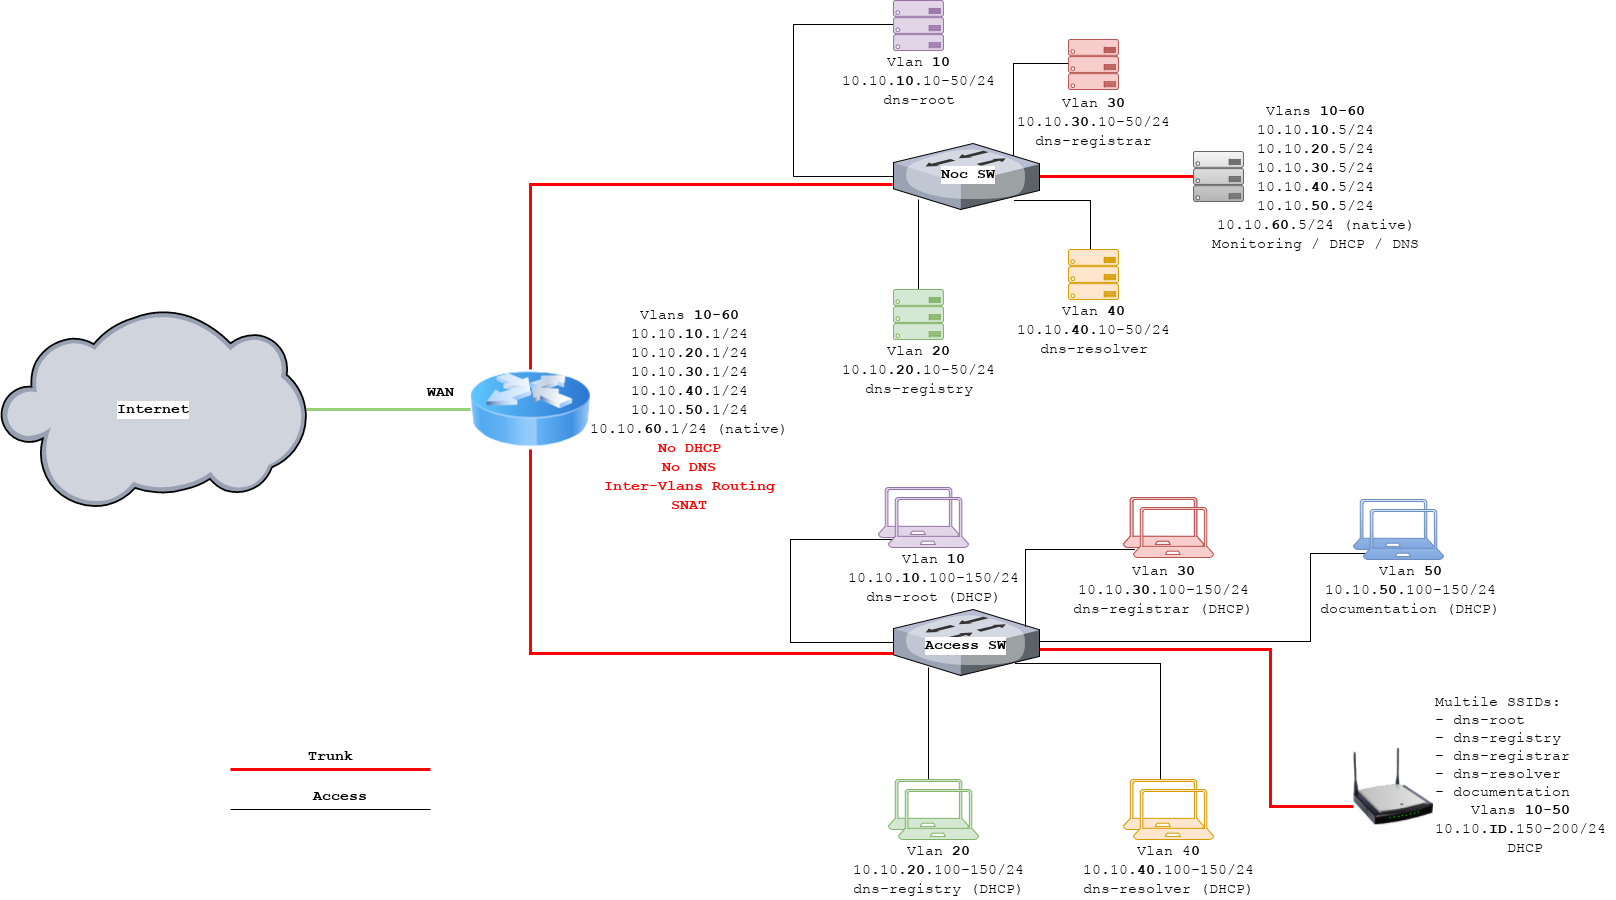 Vlan 10
10.10.10.10-50/24
dns-root
Vlan 30
10.10.30.10-50/24
dns-registrar
Vlans 10-60
10.10.10.5/24
10.10.20.5/24
10.10.30.5/24
10.10.40.5/24
10.10.50.5/24
10.10.60.5/24 (native)
Monitoring / DHCP / DNS
Noc SW
Vlan 40
10.10.40.10-50/24
dns-resolver
Vlan 20
10.10.20.10-50/24
dns-registry
Vlans 10-60
10.10.10.1/24
10.10.20.1/24
10.10.30.1/24
10.10.40.1/24
10.10.50.1/24
10.10.60.1/24 (native)
No DHCP
No DNS
Inter-Vlans Routing
SNAT
WAN
Internet
Vlan 10
10.10.10.100-150/24
dns-root (DHCP)
Vlan 30
10.10.30.100-150/24
dns-registrar (DHCP)
Vlan 50
10.10.50.100-150/24
documentation (DHCP)
Access SW
Multile SSIDs:
- dns-root
- dns-registry
- dns-registrar
- dns-resolver
- documentation
Vlans 10-50
10.10.ID.150-200/24
DHCP
Trunk
Access
Vlan 20
10.10.20.100-150/24
dns-registry (DHCP)
Vlan 40
10.10.40.100-150/24
dns-resolver (DHCP)